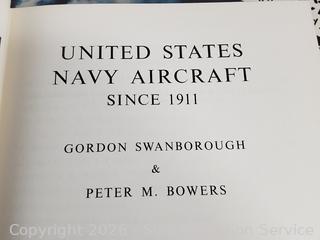 UNITED STATES
NAVY AIRCRAFT
SINCE 1911
GORDON SWANBOROUGH
&
PETER M. BOWERS